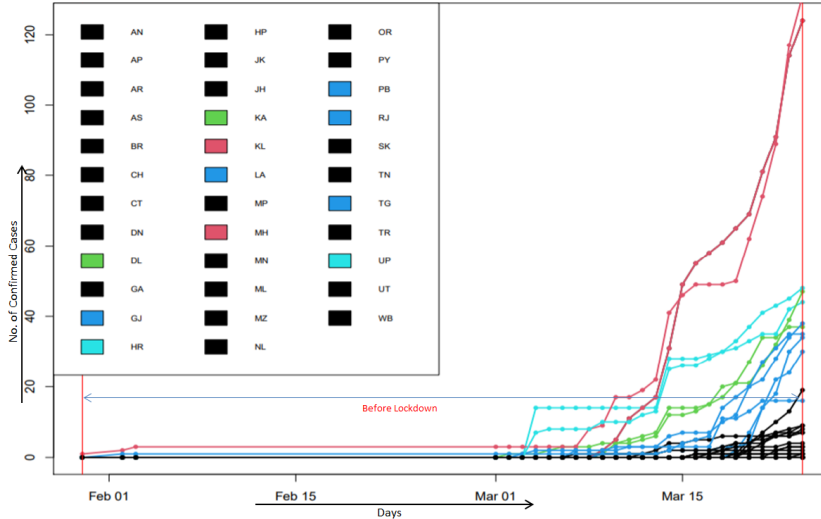 120
100
80
60
40
20
0
No. of Confirmed Cases
AN HP OR
AP JK PY
AR JH PB
AS KA RJ
BR KL SK
CH LA TN
CT MP TG
DN MH TR
DL MN UP
GA ML UT
GJ MZ WB
HR NL
Before Lockdown
Feb 01 Feb 15 Mar 01 Mar 15
Days